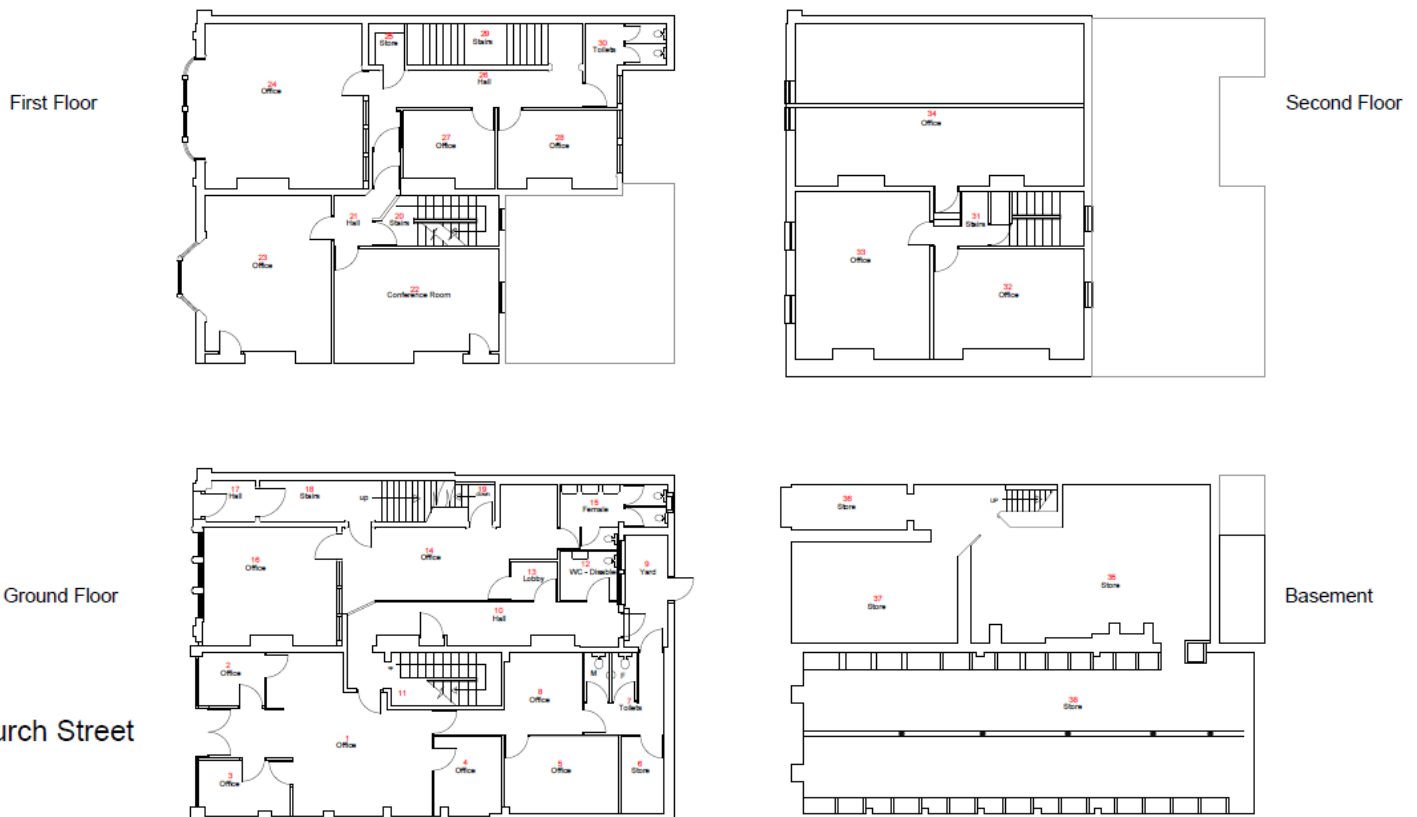 First Floor
24
Office
25
Store
29
Stairs
30
Toilets
26
Hall
27
Office
28
Office
21
Hall
20
Stairs
23
Office
22
Conference Room
Second Floor
34
Office
31
Stairs
33
Office
32
Office
Ground Floor
17
Hall
18
Stairs
up
19
down
15
Female
16
Office
14
Office
13
Lobby
12
WC - Disabled
9
Yard
10
Hall
2
Office
11
8
Office
M
F
7
Toilets
1
Office
3
Office
4
Office
5
Office
6
Store
urch Street
Basement
36
Store
UP
35
Store
37
Store
38
Store